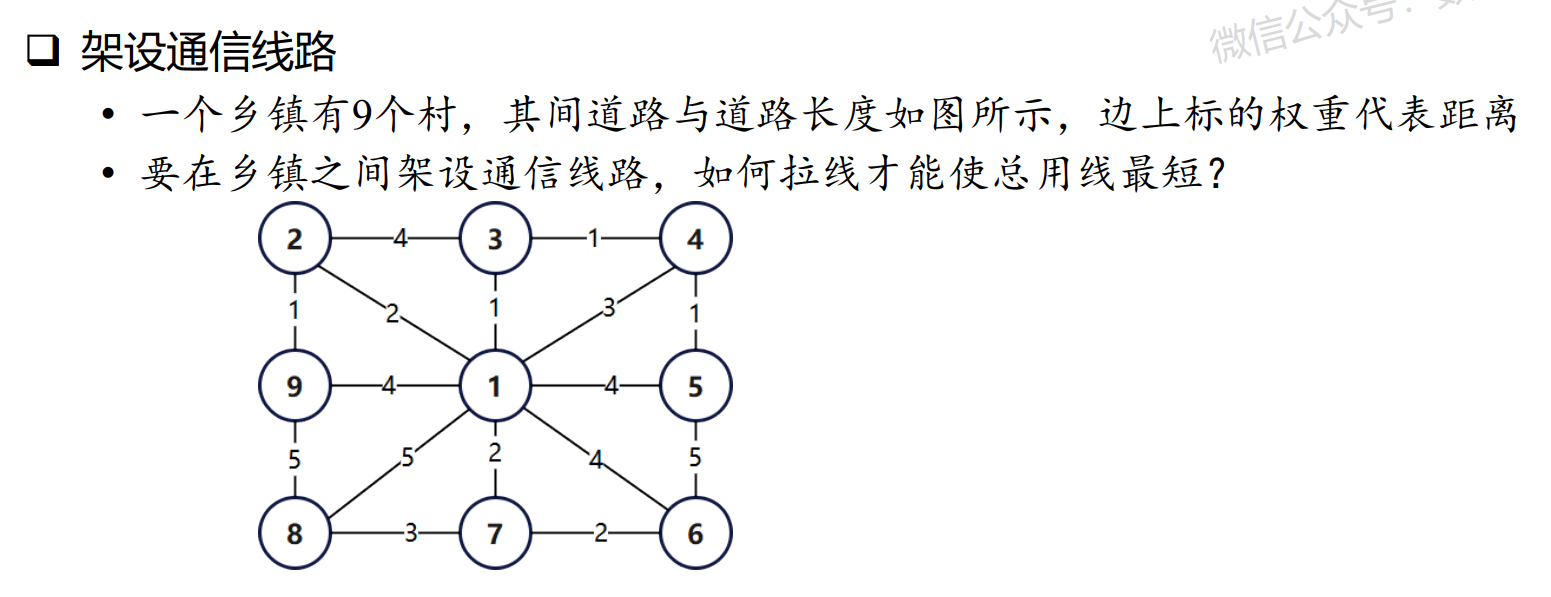 微信公众号：数
架设通信线路
• 一个乡镇有9个村，其间道路与道路长度如图所示，边上标的权重代表距离
• 要在乡镇之间架设通信线路，如何拉线才能使总用线最短？
2 4 3 1 4
1 2 1 3 1
9 4 1 4 5
5 5 2 4 5
8 3 7 2 6